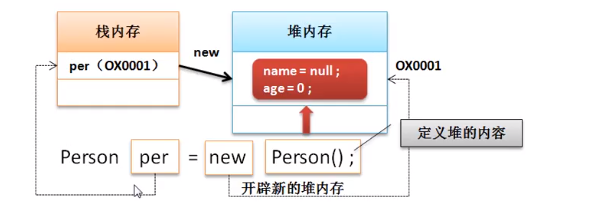 栈内存
堆内存
new
per（OX0001）
OX0001
name = null ;
age = 0 ;
定义堆的内容
Person per = new Person() ;
开辟新的堆内存